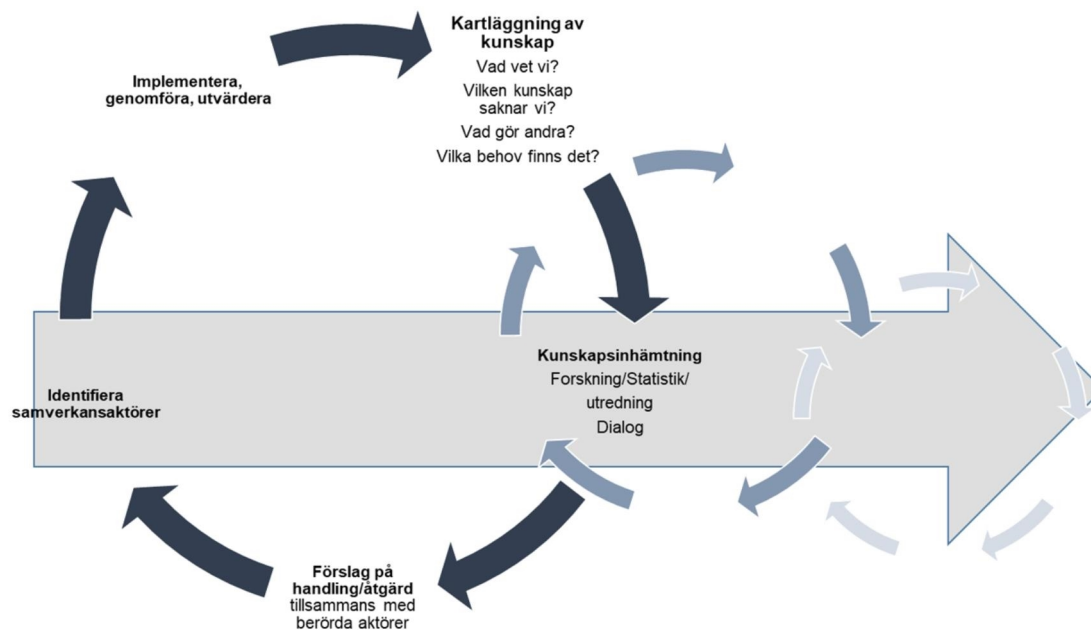 Kartläggning av
kunskap
Vad vet vi?
Vilken kunskap
saknar vi?
Vad gör andra?
Vilka behov finns det?
Kunskapsinhämtning
Forskning/Statistik/
utredning
Dialog
Förslag på
handling/åtgärd
tillsammans med
berörda aktörer
Identifiera
samverkansaktörer
Implementera,
genomföra, utvärdera